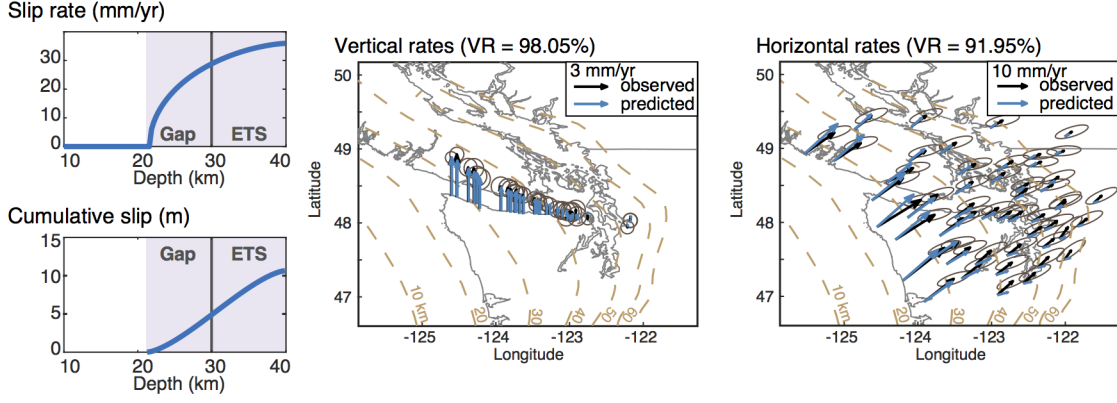 Slip rate (mm/yr)
30
20
10
0
Gap
ETS
10
20
30
40
Depth (km)
Cumulative slip (m)
15
10
5
0
Gap
ETS
10
20
30
40
Depth (km)
Vertical rates (VR = 98.05%)
3 mm/yr
observed
predicted
50
49
48
47
Latitude
10 km
20
30
40
50
60
-125
-124
-123
-122
Longitude
Horizontal rates (VR = 91.95%)
10 mm/yr
observed
predicted
50
49
48
47
Latitude
10 km
20
30
40
50
60
-125
-124
-123
-122
Longitude